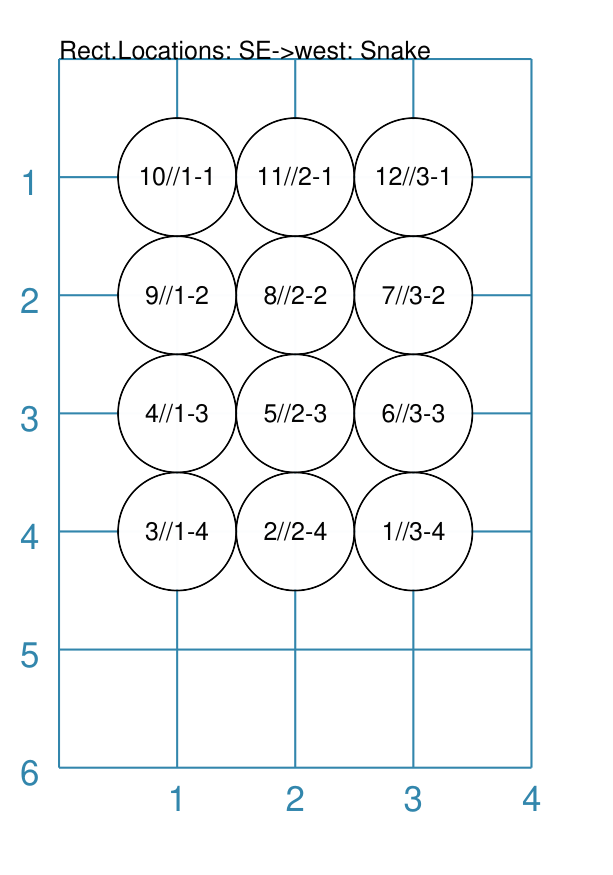 Rect.Locations: SE->west: Snake
1 10//1-1 11//2-1 12//3-1
2 9//1-2 8//2-2 7//3-2
3 4//1-3 5//2-3 6//3-3
4 3//1-4 2//2-4 1//3-4
5
6
1 2 3 4